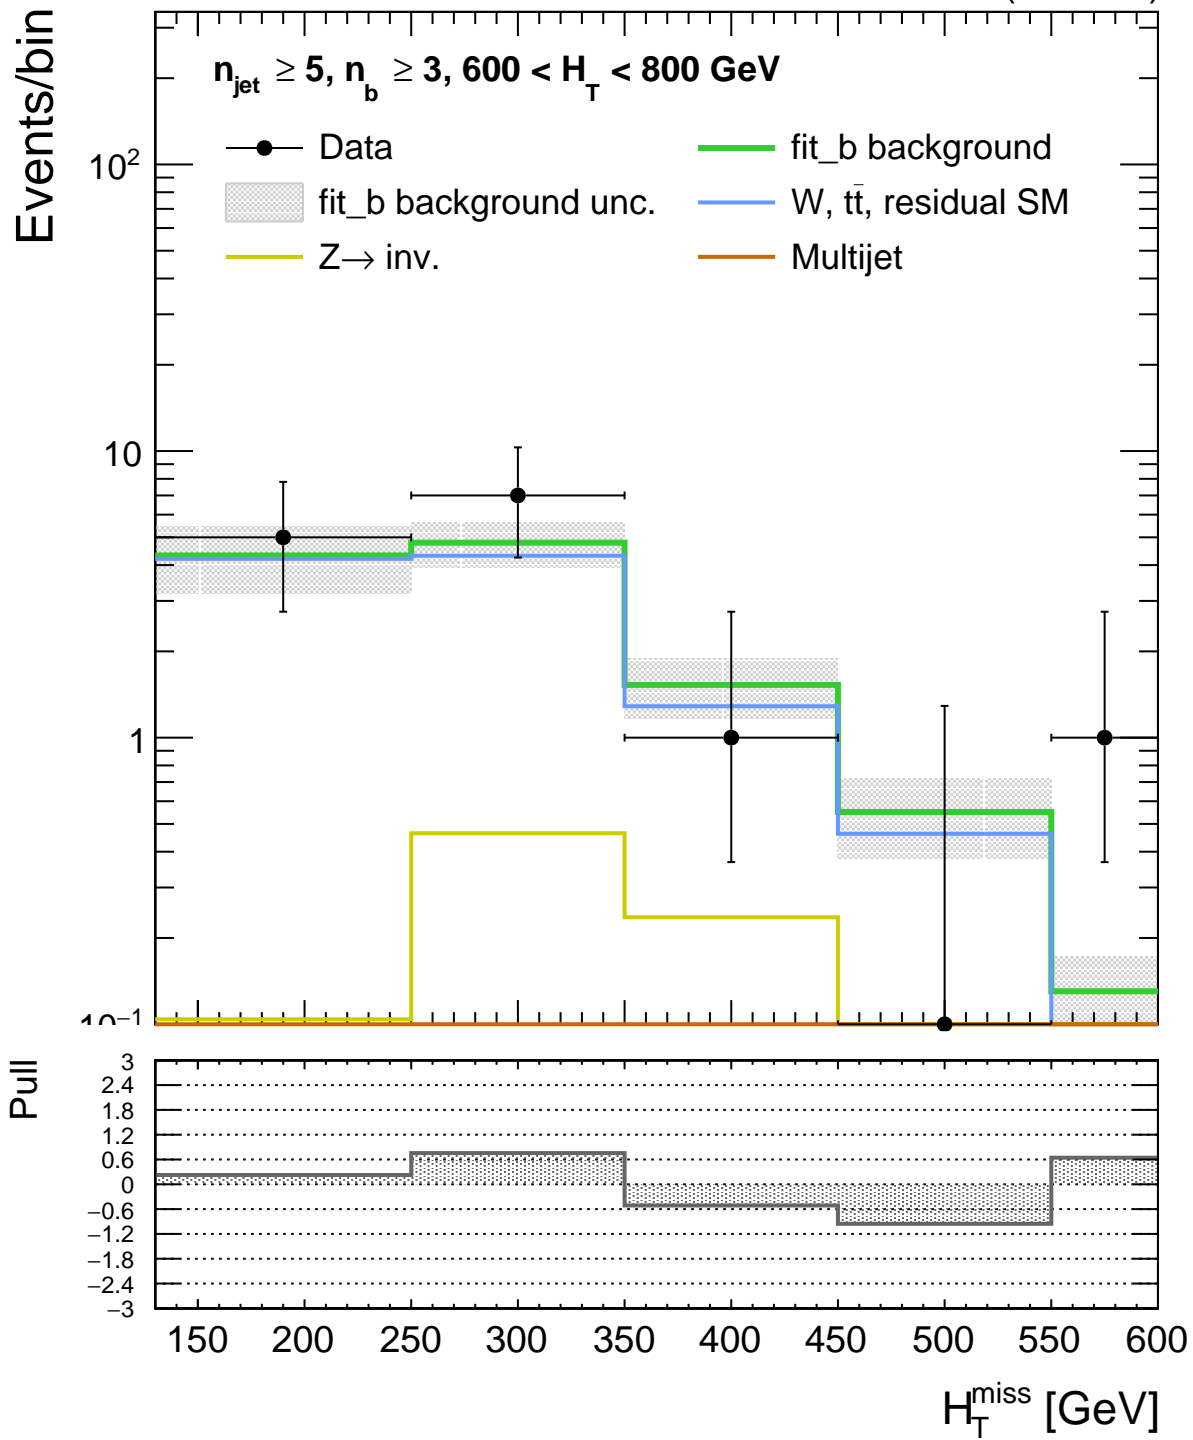 Events/bin
n_jet ≥ 5, n_b ≥ 3, 600 < H_T < 800 GeV
Data
fit_b background
fit_b background unc.
W, tt̄, residual SM
Z→ inv.
Multijet
10²
10
1
10⁻¹
Pull
3
2.4
1.8
1.2
0.6
0
−0.6
−1.2
−1.8
−2.4
−3
150 200 250 300 350 400 450 500 550 600
H_T^miss [GeV]